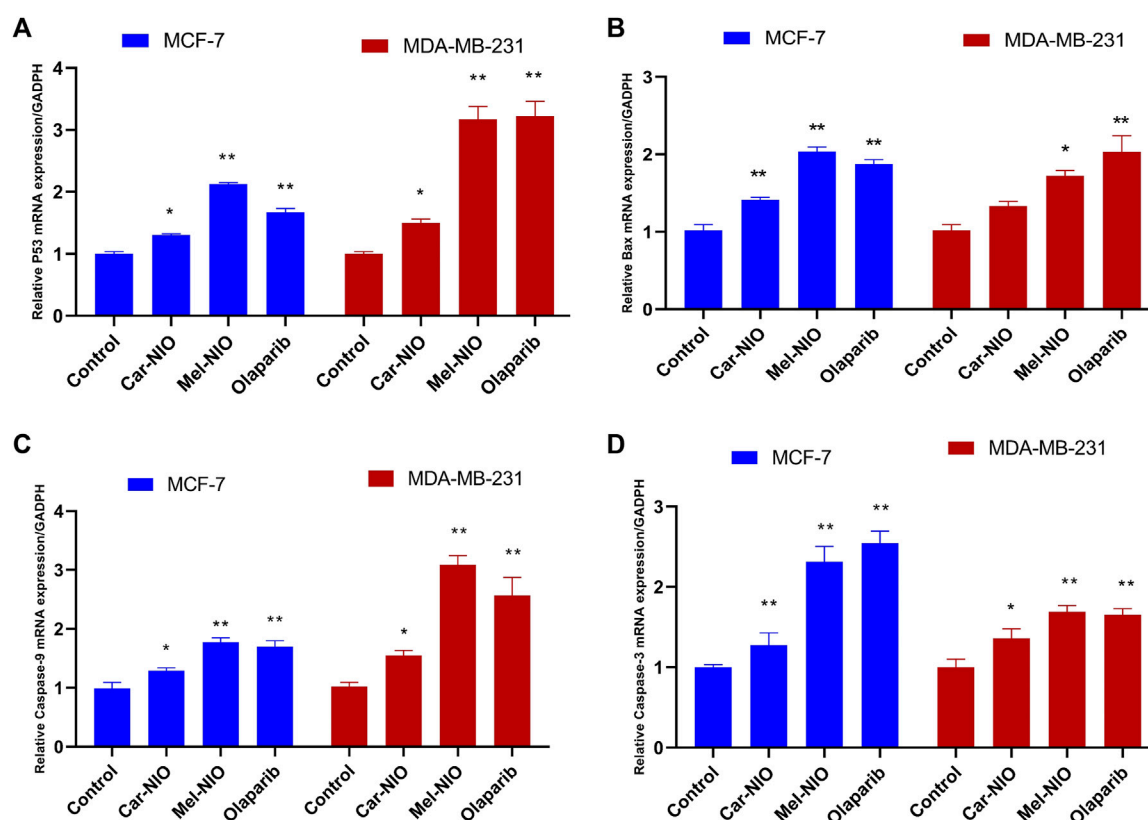 A
MCF-7
MDA-MB-231
Relative P53 mRNA expression/GADPH
4
3
2
1
0
* ** ** * ** **
Control Car-NIO Mel-NIO Olaparib Control Car-NIO Mel-NIO Olaparib
B
MCF-7
MDA-MB-231
Relative Bax mRNA expression/GADPH
3
2
1
0
** ** ** * **
Control Car-NIO Mel-NIO Olaparib Control Car-NIO Mel-NIO Olaparib
C
MCF-7
MDA-MB-231
Relative Caspase-9 mRNA expression/GADPH
4
3
2
1
0
* ** ** * ** **
Control Car-NIO Mel-NIO Olaparib Control Car-NIO Mel-NIO Olaparib
D
MCF-7
MDA-MB-231
Relative Caspase-3 mRNA expression/GADPH
3
2
1
0
** ** ** * ** **
Control Car-NIO Mel-NIO Olaparib Control Car-NIO Mel-NIO Olaparib